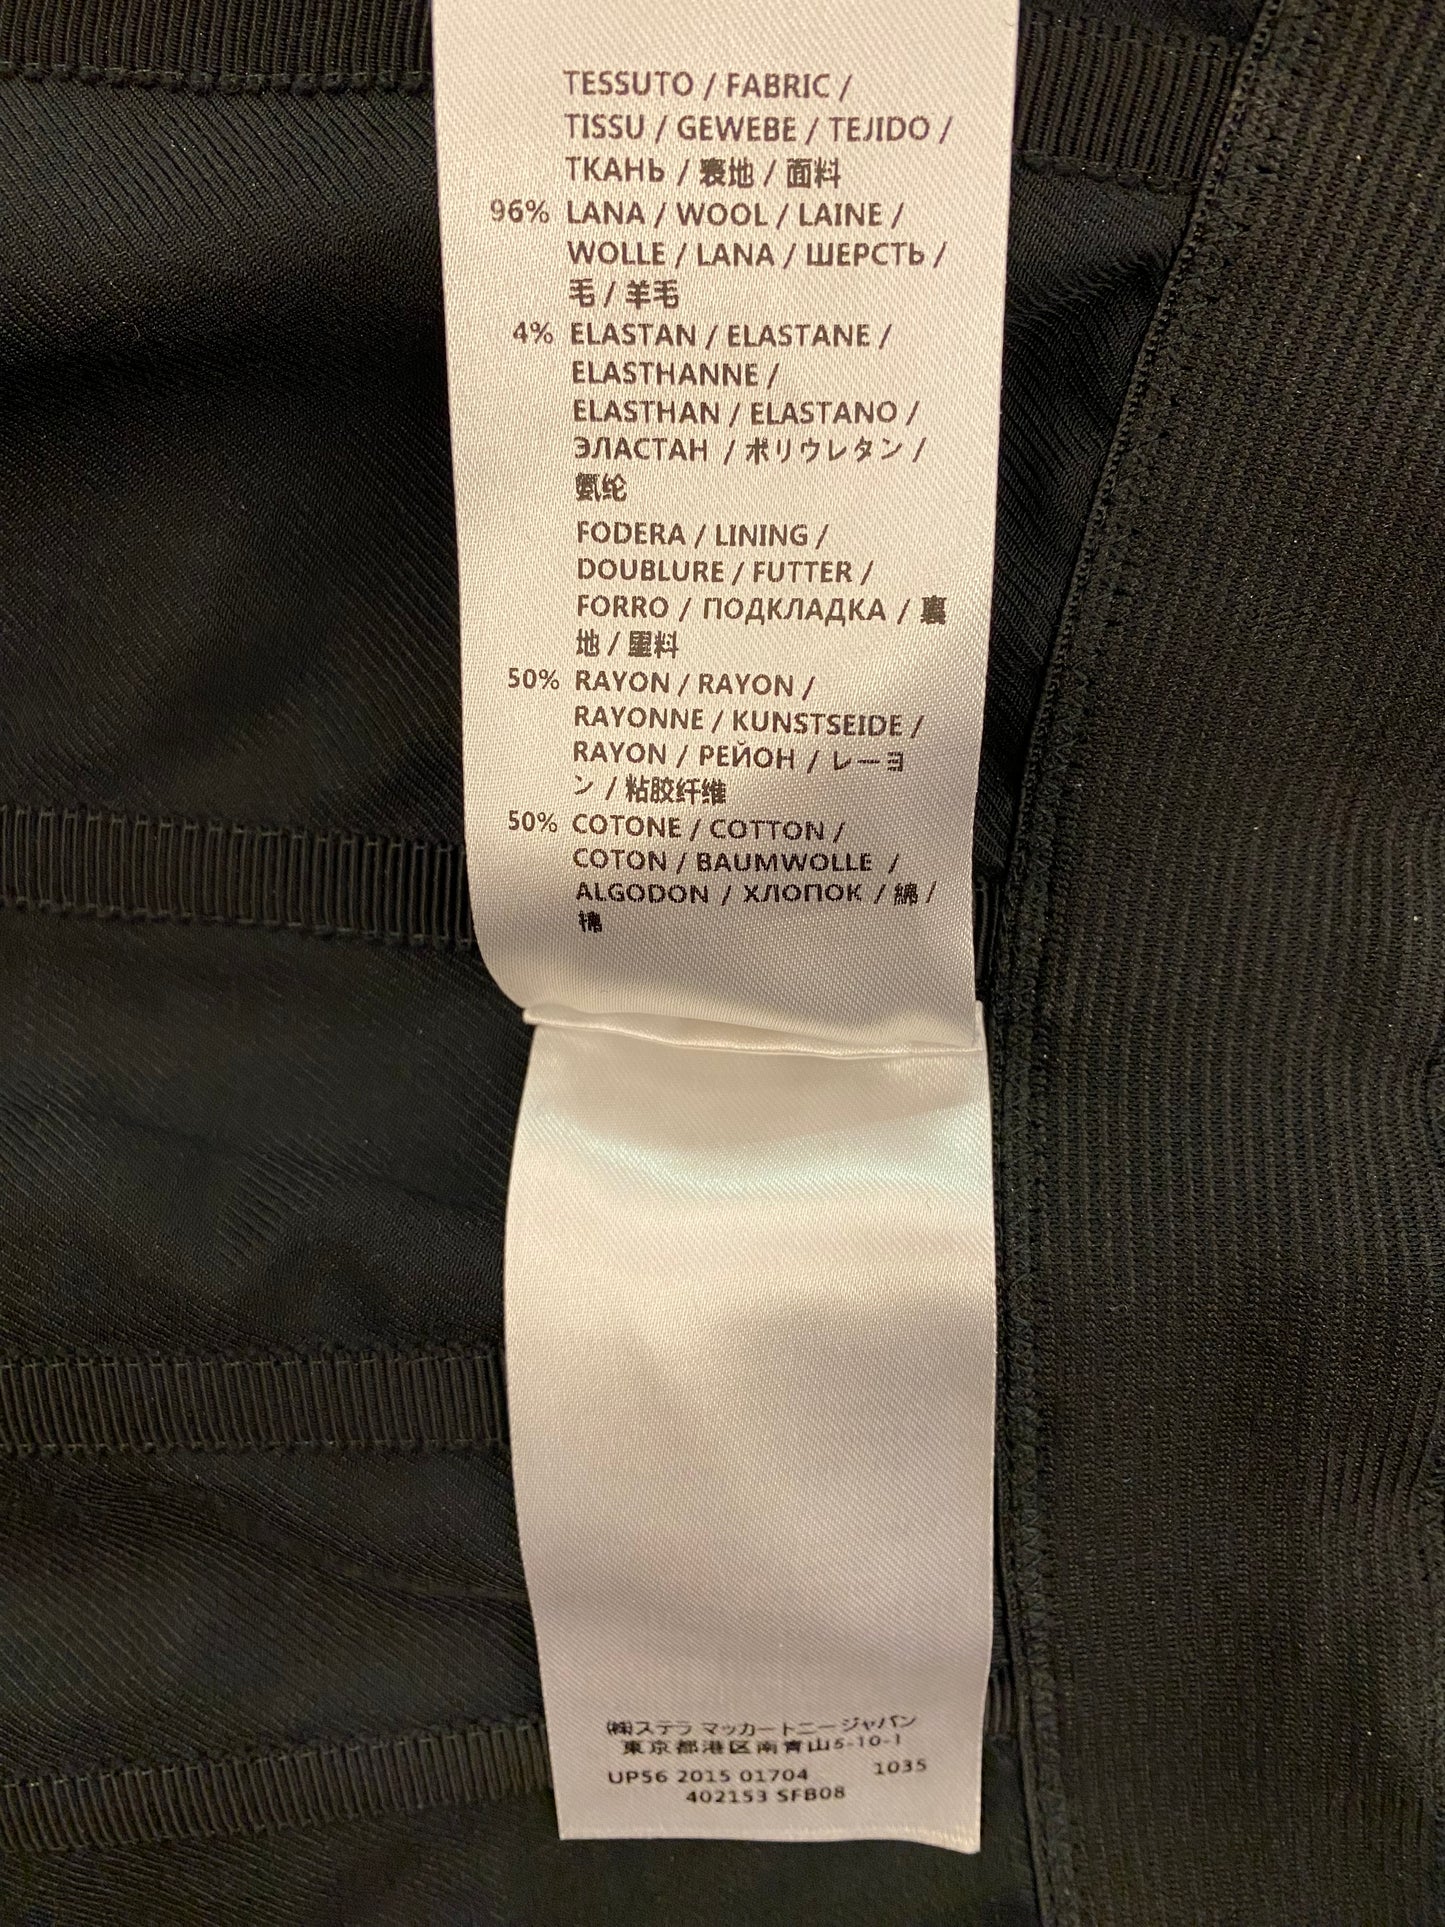 TESSUTO / FABRIC /
TISSU / GEWEBE / TEJIDO /
ТКАНЬ / 表地 / 面料
96% LANA / WOOL / LAINE /
WOLLE / LANA / ШЕРСТЬ /
毛 / 羊毛
4% ELASTAN / ELASTANE /
ELASTHANNE /
ELASTHAN / ELASTANO /
ЭЛАСТАН / ポリウレタン /
氨纶
FODERA / LINING /
DOUBLURE / FUTTER /
FORRO / ПОДКЛАДКА / 裏
地 / 里料
50% RAYON / RAYON /
RAYONNE / KUNSTSEIDE /
RAYON / РЕЙОН / レーヨ
ン / 粘胶纤维
50% COTONE / COTTON /
COTON / BAUMWOLLE /
ALGODON / ХЛОПОК / 綿 /
棉
㈱ステラ マッカートニージャパン
東京都港区南青山5-10-1
UP56 2015 01704 1035
402153 SFB08